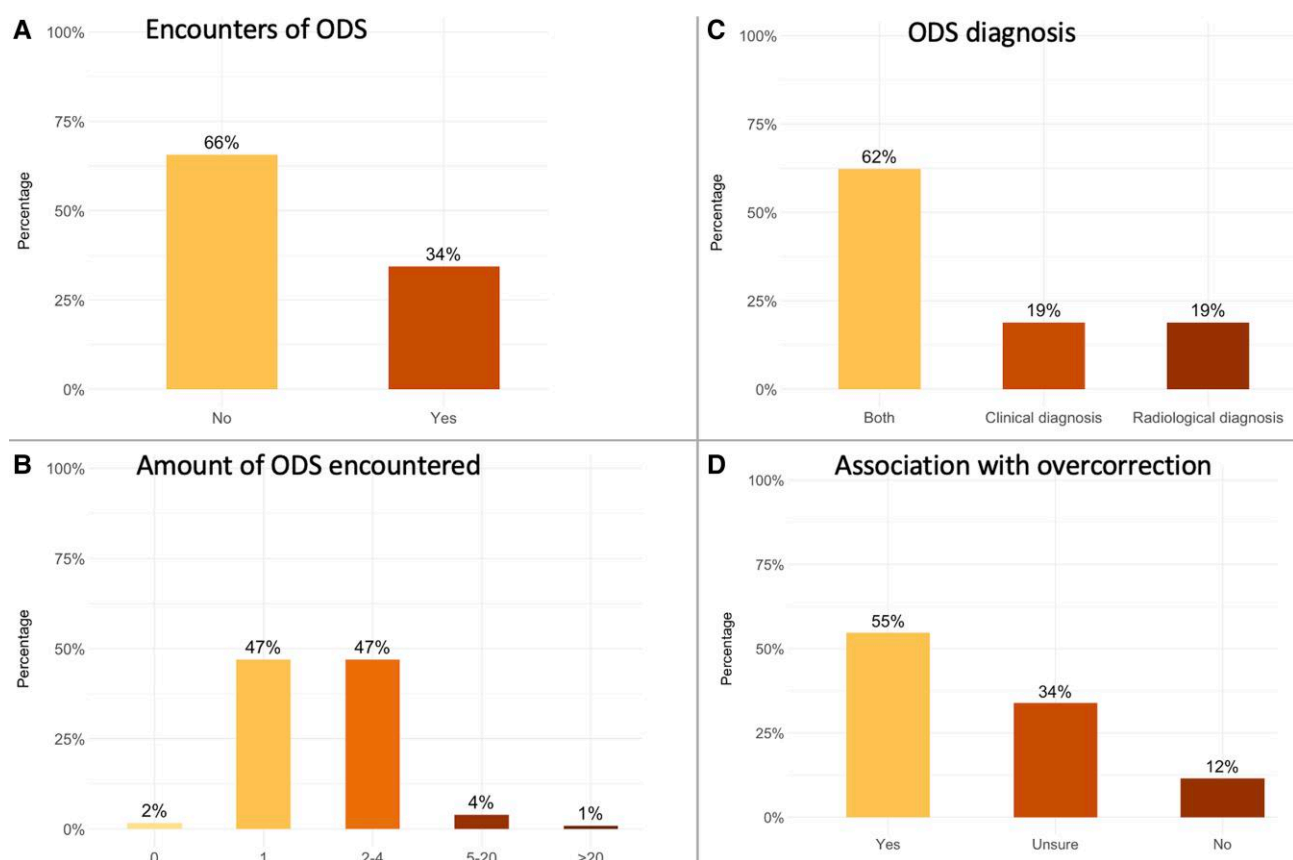 A
Encounters of ODS
100%
75%
66%
50%
34%
25%
0%
Percentage
No
Yes
C
ODS diagnosis
100%
75%
62%
50%
25%
19%
19%
0%
Percentage
Both
Clinical diagnosis
Radiological diagnosis
B
Amount of ODS encountered
100%
75%
50%
47%
47%
25%
2%
4%
1%
0%
Percentage
0
1
2-4
5-20
>20
D
Association with overcorrection
100%
75%
55%
50%
34%
25%
12%
0%
Percentage
Yes
Unsure
No